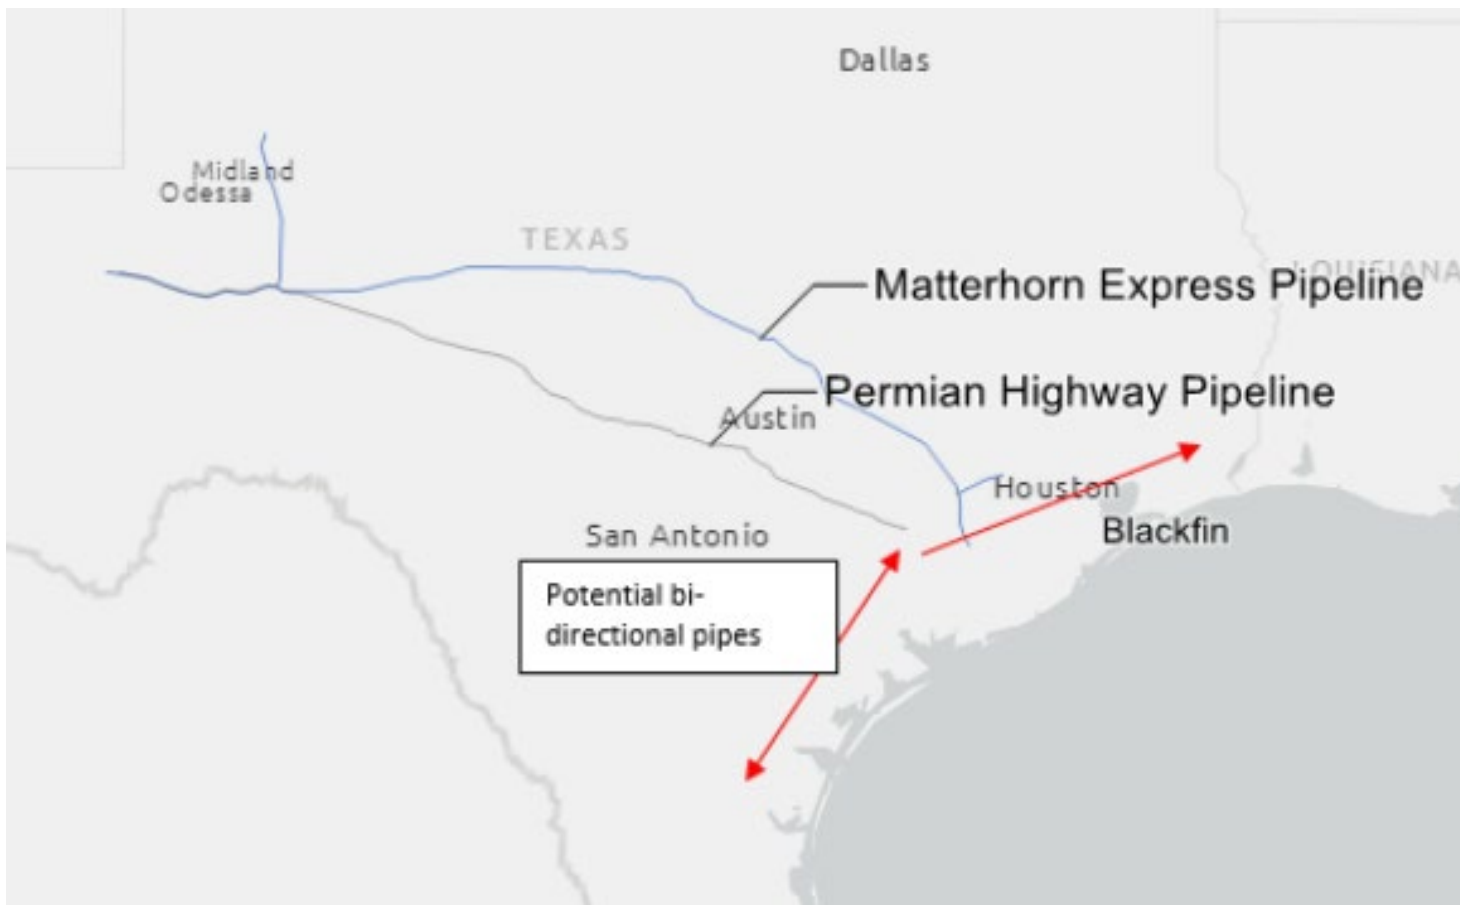 Dallas
Midland
Odessa
TEXAS
LOUISIANA
Matterhorn Express Pipeline
Permian Highway Pipeline
Austin
Houston
Blackfin
San Antonio
Potential bi-
directional pipes